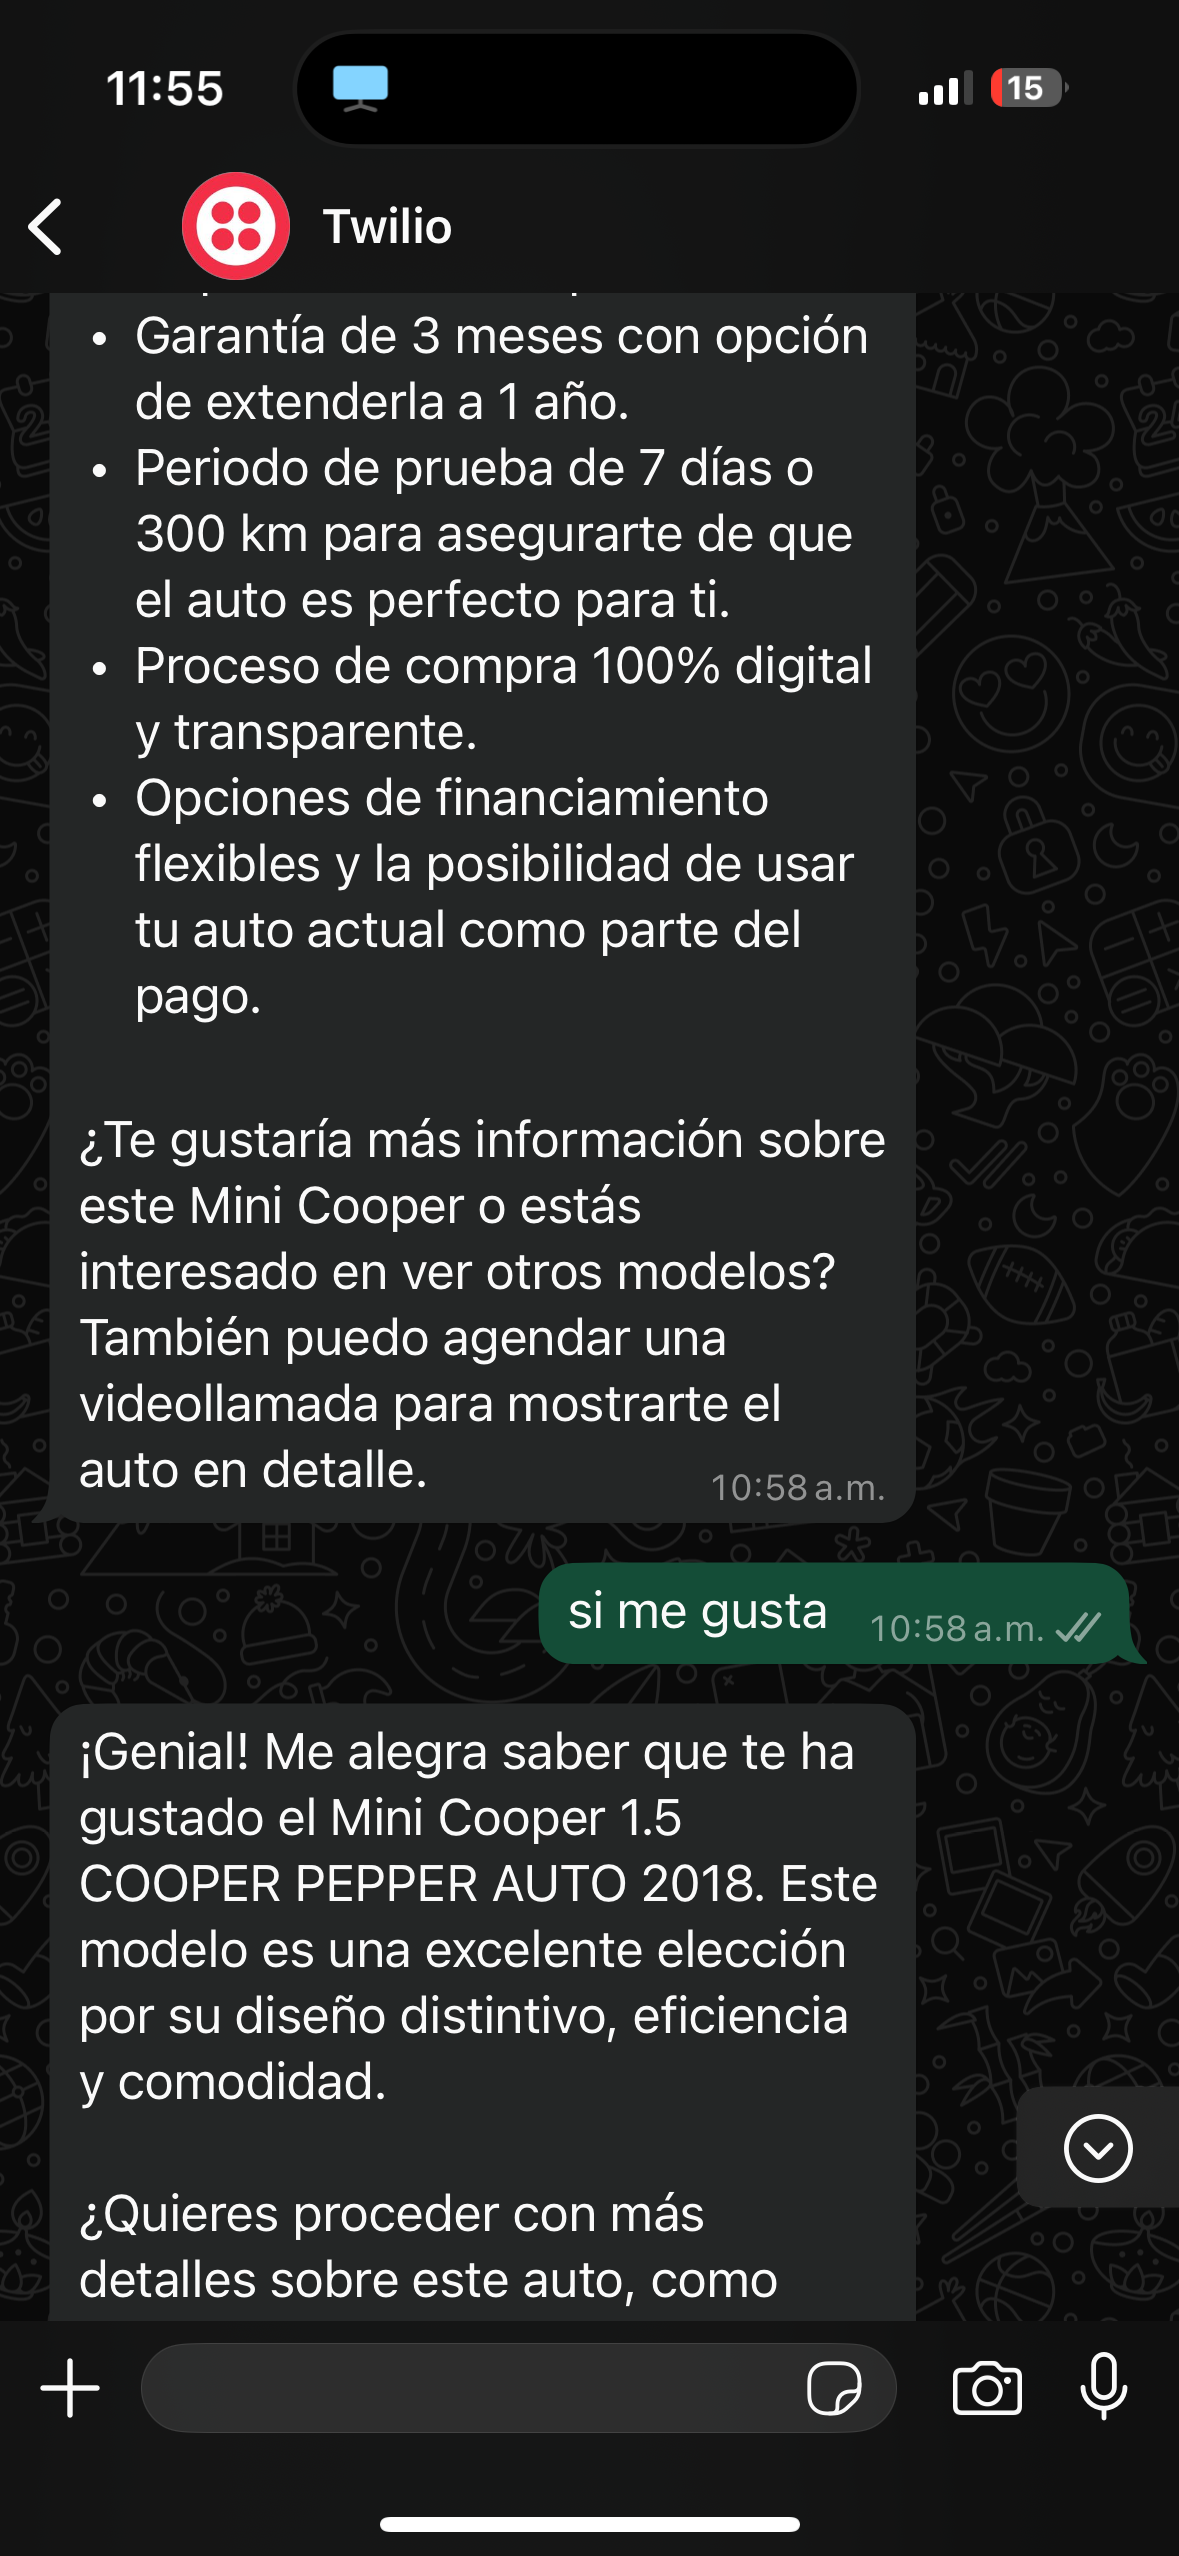 11:55
15
Twilio
• Garantía de 3 meses con opción
de extenderla a 1 año.
• Periodo de prueba de 7 días o
300 km para asegurarte de que
el auto es perfecto para ti.
• Proceso de compra 100% digital
y transparente.
• Opciones de financiamiento
flexibles y la posibilidad de usar
tu auto actual como parte del
pago.
¿Te gustaría más información sobre
este Mini Cooper o estás
interesado en ver otros modelos?
También puedo agendar una
videollamada para mostrarte el
auto en detalle.
10:58 a.m.
si me gusta
10:58 a.m.
¡Genial! Me alegra saber que te ha
gustado el Mini Cooper 1.5
COOPER PEPPER AUTO 2018. Este
modelo es una excelente elección
por su diseño distintivo, eficiencia
y comodidad.
¿Quieres proceder con más
detalles sobre este auto, como